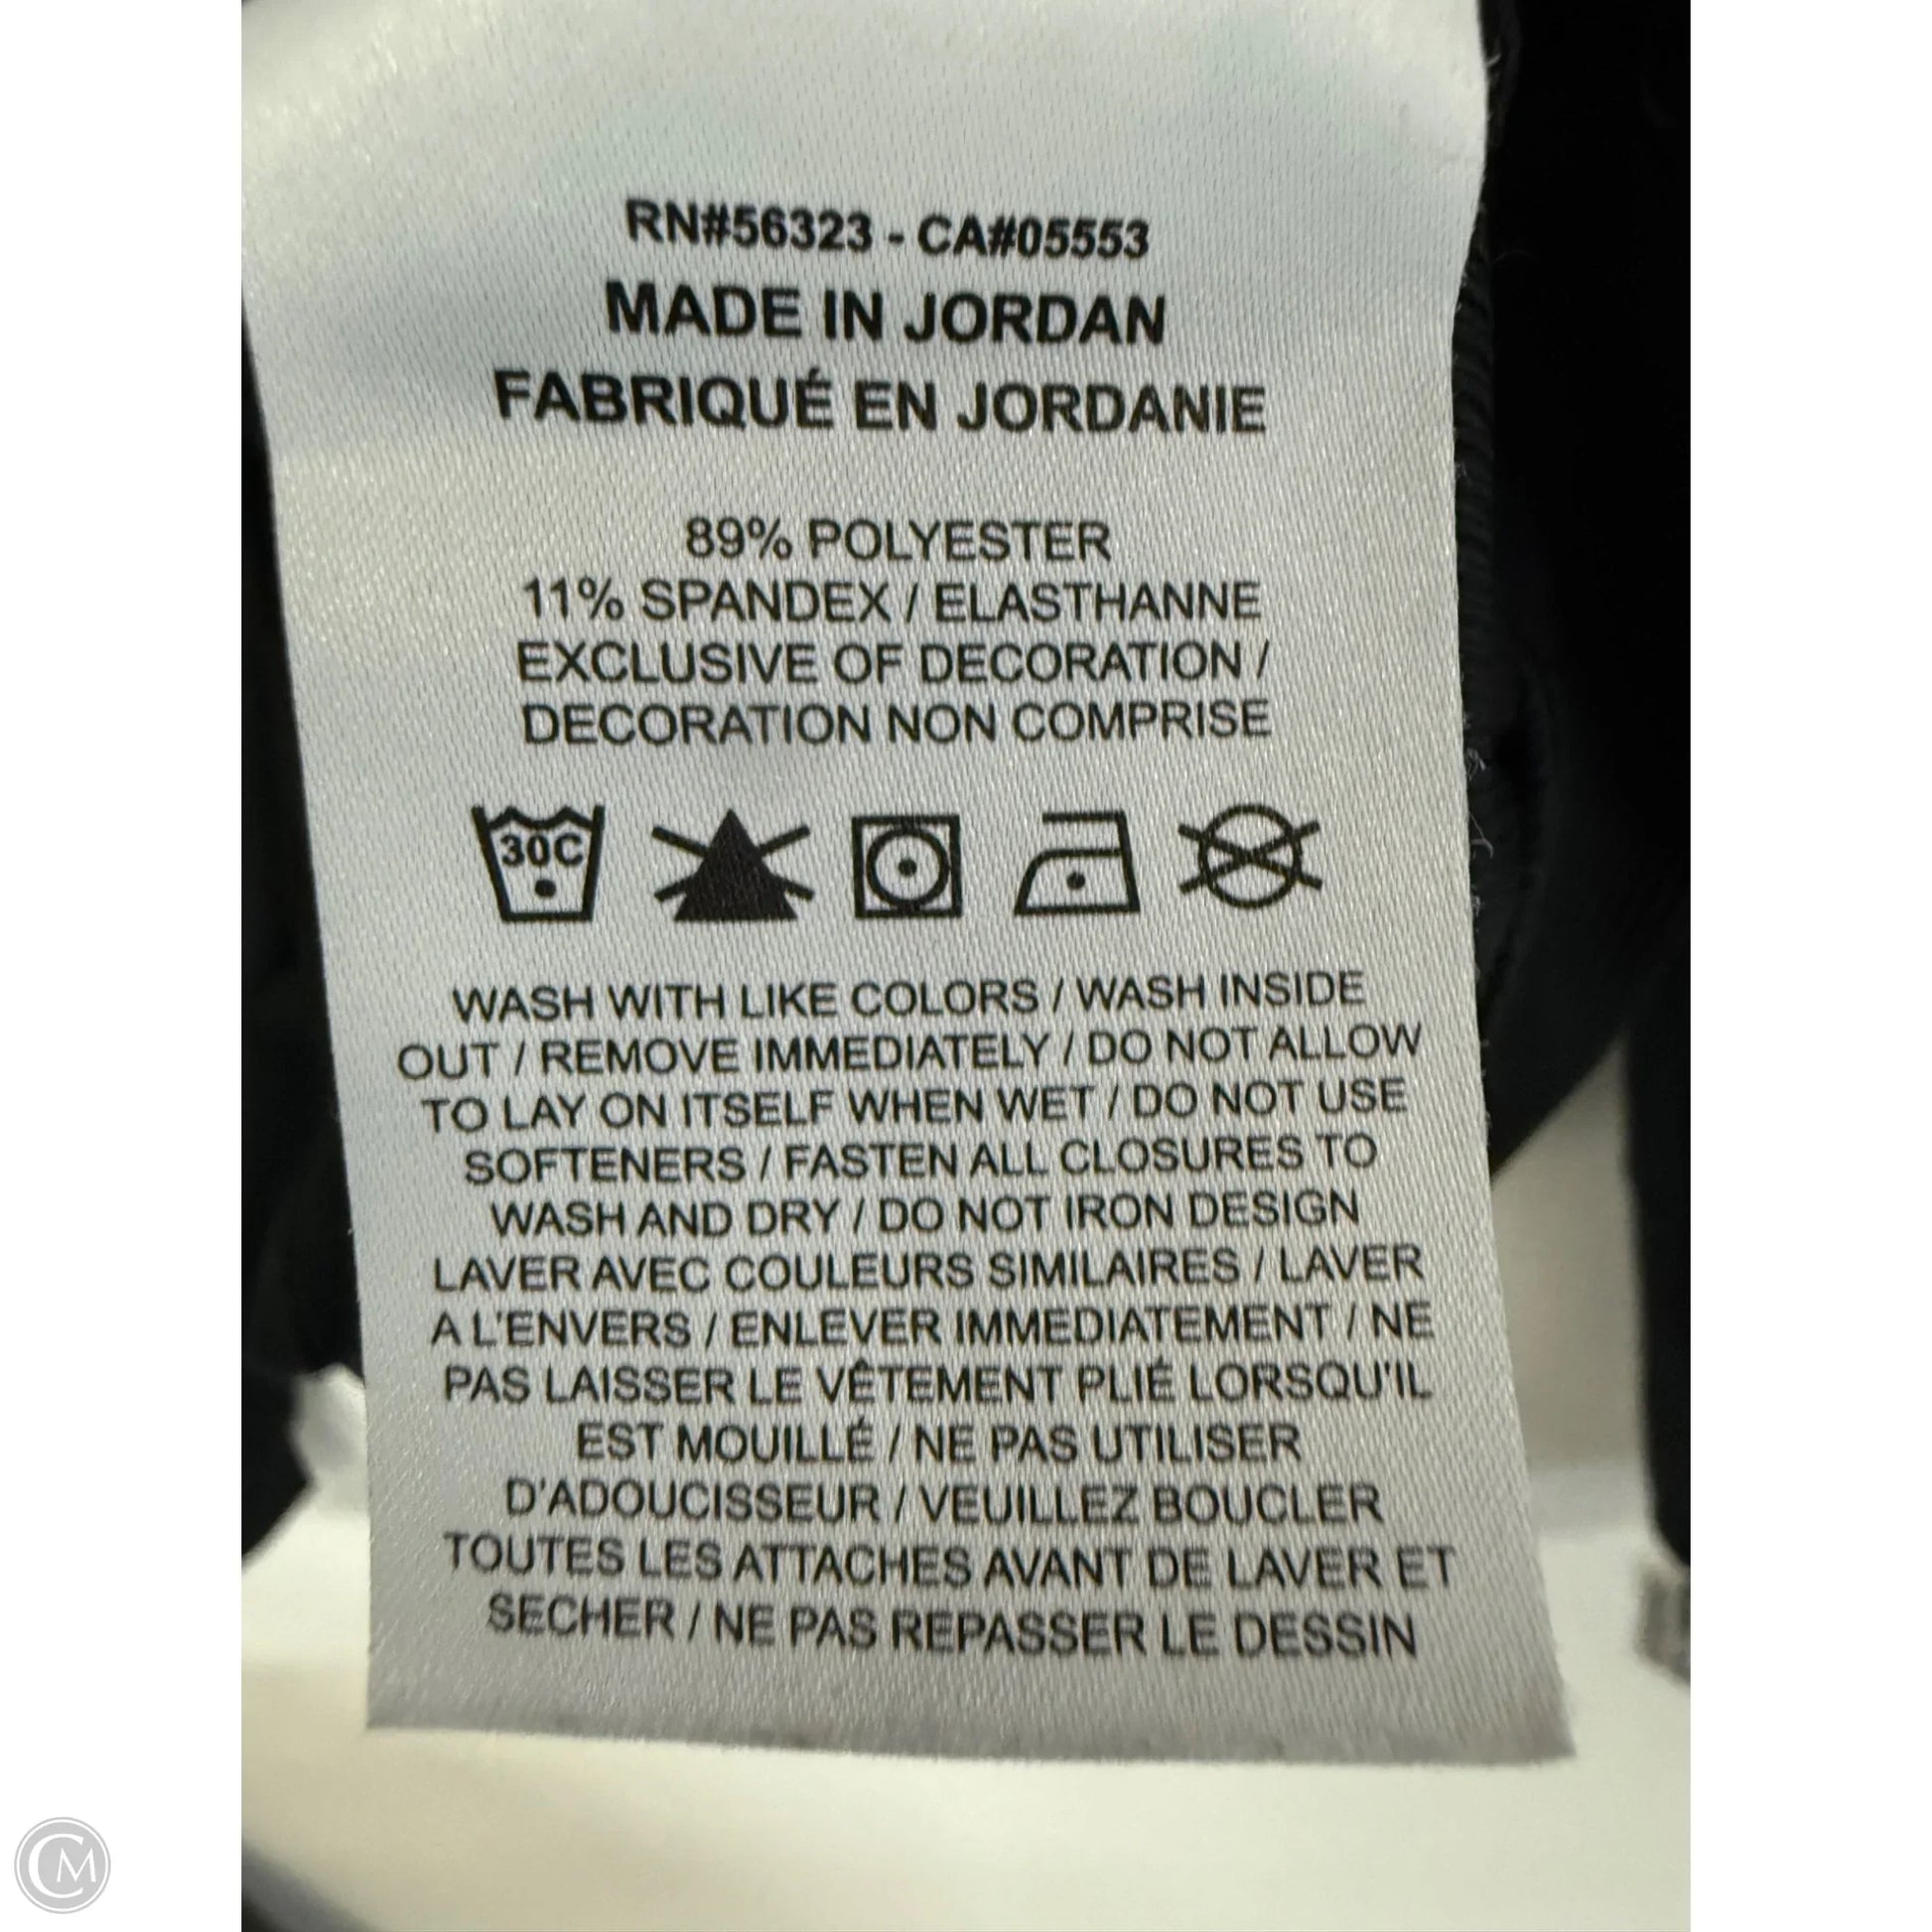 RN#56323 - CA#05553
MADE IN JORDAN
FABRIQUÉ EN JORDANIE
89% POLYESTER
11% SPANDEX / ELASTHANNE
EXCLUSIVE OF DECORATION /
DECORATION NON COMPRISE
30C
WASH WITH LIKE COLORS / WASH INSIDE
OUT / REMOVE IMMEDIATELY / DO NOT ALLOW
TO LAY ON ITSELF WHEN WET / DO NOT USE
SOFTENERS / FASTEN ALL CLOSURES TO
WASH AND DRY / DO NOT IRON DESIGN
LAVER AVEC COULEURS SIMILAIRES / LAVER
A L'ENVERS / ENLEVER IMMEDIATEMENT / NE
PAS LAISSER LE VÊTEMENT PLIÉ LORSQU'IL
EST MOUILLÉ / NE PAS UTILISER
D'ADOUCISSEUR / VEUILLEZ BOUCLER
TOUTES LES ATTACHES AVANT DE LAVER ET
SECHER / NE PAS REPASSER LE DESSIN
CM